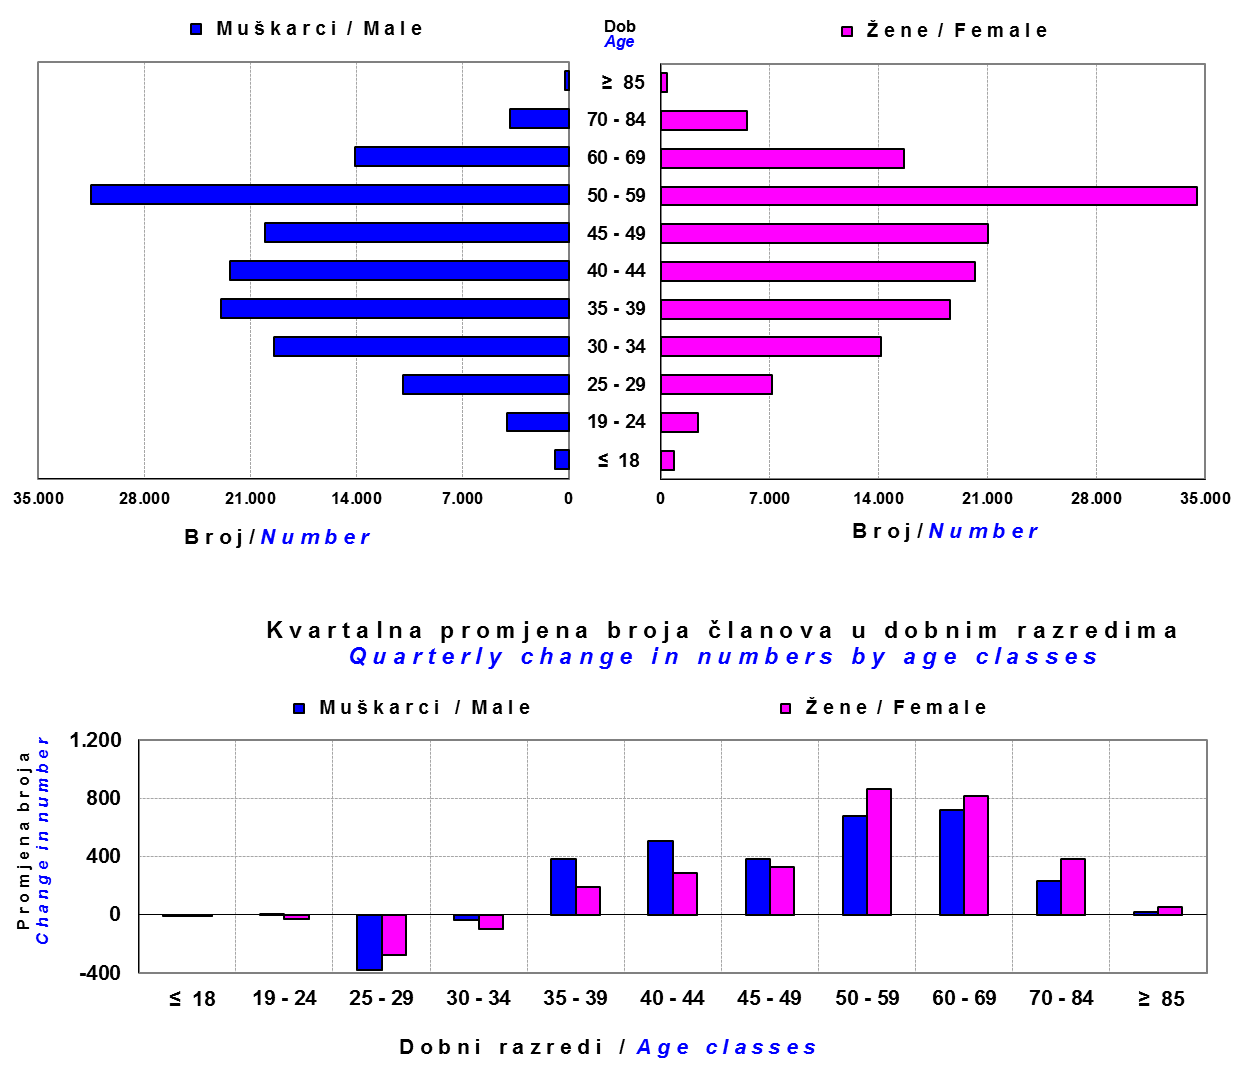 Muškarci / Male
Dob
Age
Žene / Female
≥ 85
70 - 84
60 - 69
50 - 59
45 - 49
40 - 44
35 - 39
30 - 34
25 - 29
19 - 24
≤ 18
35.000 28.000 21.000 14.000 7.000 0
0 7.000 14.000 21.000 28.000 35.000
Broj/Number
Broj/Number
Kvartalna promjena broja članova u dobnim razredima
Quarterly change in numbers by age classes
Muškarci / Male
Žene / Female
Promjena broja
Change in number
1.200
800
400
0
-400
≤ 18 19 - 24 25 - 29 30 - 34 35 - 39 40 - 44 45 - 49 50 - 59 60 - 69 70 - 84 ≥ 85
Dobni razredi / Age classes